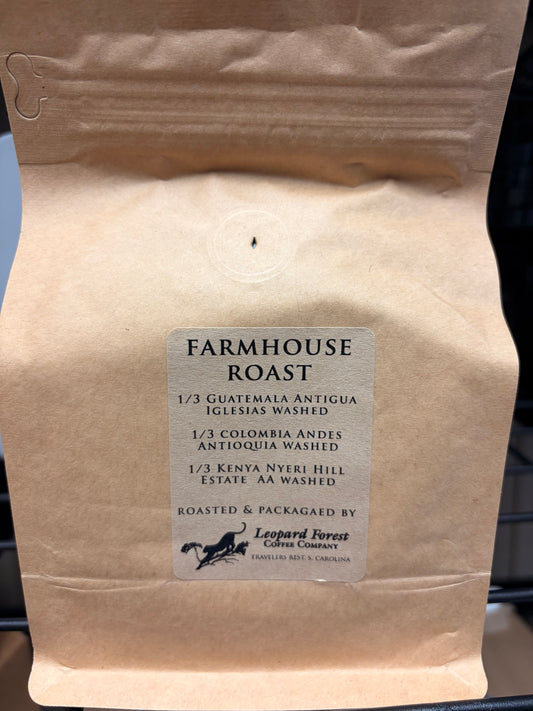 FARMHOUSE
ROAST
1/3 GUATEMALA ANTIGUA
IGLESIAS WASHED
1/3 COLOMBIA ANDES
ANTIOQUIA WASHED
1/3 KENYA NYERI HILL
ESTATE AA WASHED
ROASTED & PACKAGAED BY
Leopard Forest
COFFEE COMPANY
TRAVELERS REST, S. CAROLINA